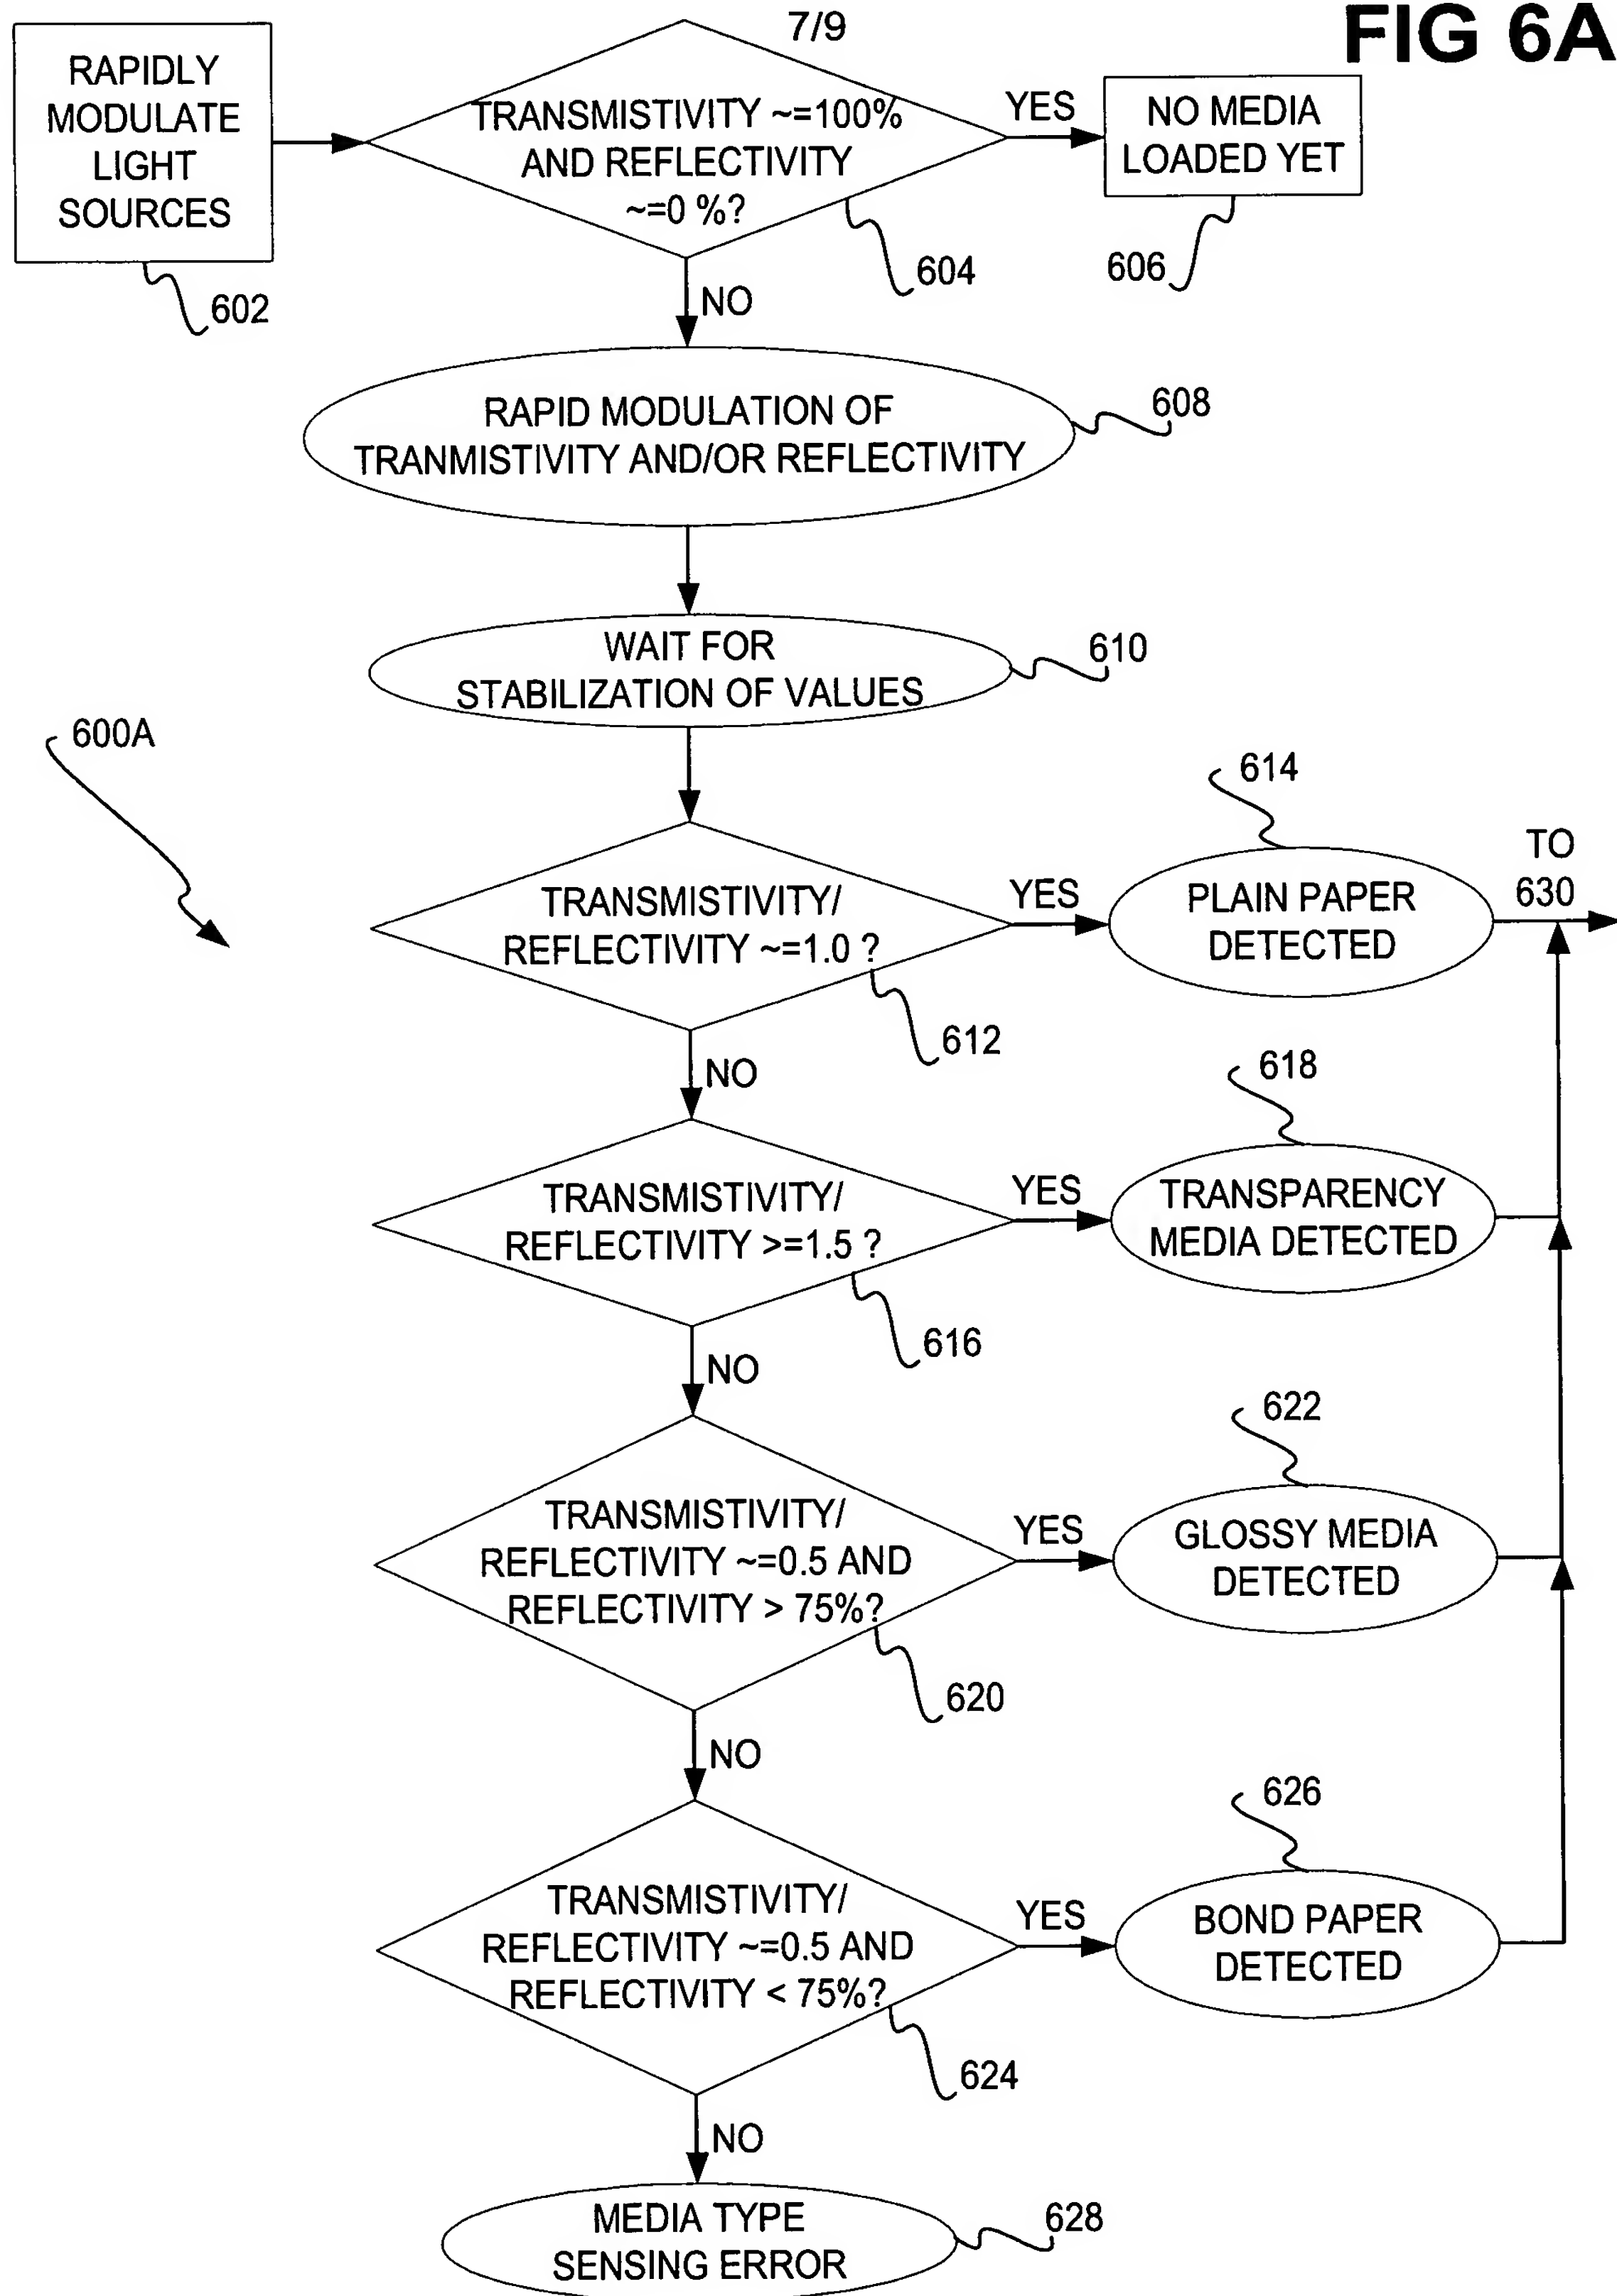 7/9
FIG 6A
RAPIDLY
MODULATE
LIGHT
SOURCES
602
TRANSMISTIVITY ~=100%
AND REFLECTIVITY
~=0 %?
604
YES
NO MEDIA
LOADED YET
606
NO
RAPID MODULATION OF
TRANMISTIVITY AND/OR REFLECTIVITY
608
WAIT FOR
STABILIZATION OF VALUES
610
600A
TRANSMISTIVITY/
REFLECTIVITY ~=1.0 ?
612
YES
614
PLAIN PAPER
DETECTED
TO
630
NO
TRANSMISTIVITY/
REFLECTIVITY >=1.5 ?
616
YES
618
TRANSPARENCY
MEDIA DETECTED
NO
TRANSMISTIVITY/
REFLECTIVITY ~=0.5 AND
REFLECTIVITY > 75%?
620
YES
622
GLOSSY MEDIA
DETECTED
NO
TRANSMISTIVITY/
REFLECTIVITY ~=0.5 AND
REFLECTIVITY < 75%?
624
YES
626
BOND PAPER
DETECTED
NO
MEDIA TYPE
SENSING ERROR
628